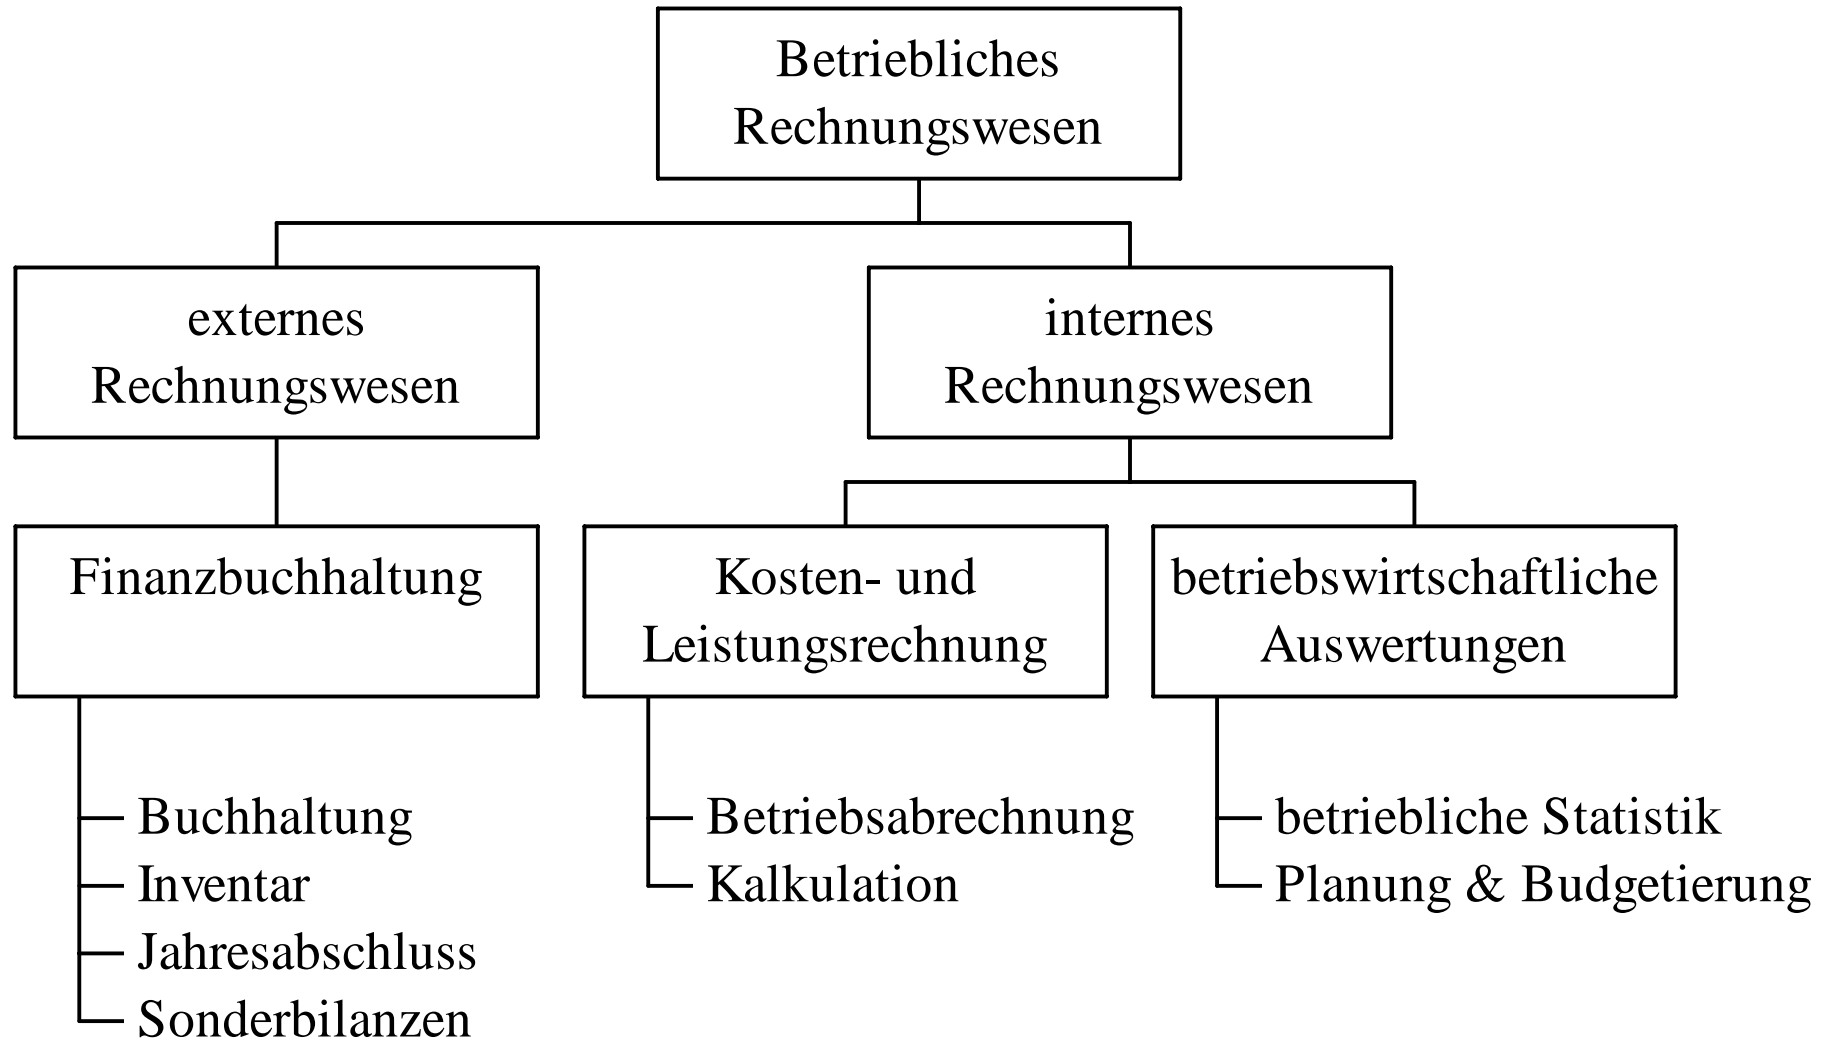 Betriebliches
Rechnungswesen
externes
Rechnungswesen
internes
Rechnungswesen
Finanzbuchhaltung
Kosten- und
Leistungsrechnung
betriebswirtschaftliche
Auswertungen
Buchhaltung
Inventar
Jahresabschluss
Sonderbilanzen
Betriebsabrechnung
Kalkulation
betriebliche Statistik
Planung & Budgetierung